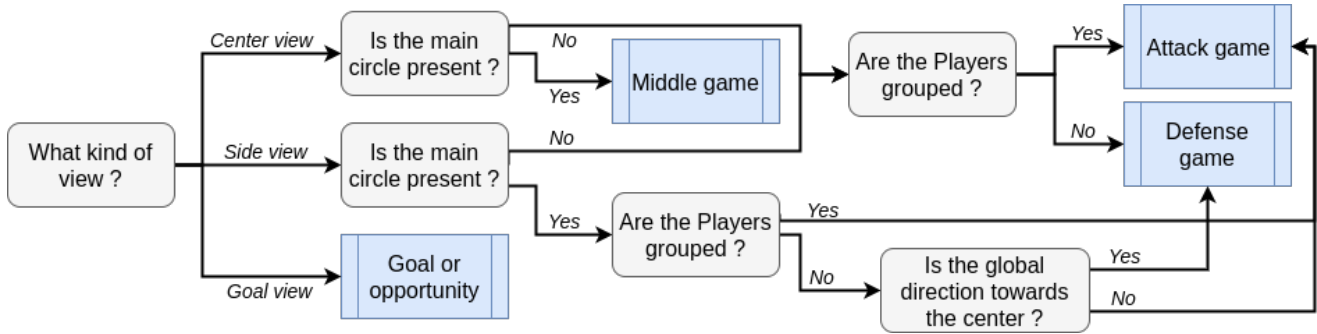 What kind of
view ?
Center view
Side view
Goal view
Is the main
circle present ?
No
Yes
Middle game
Is the main
circle present ?
No
Yes
Goal or
opportunity
Are the Players
grouped ?
Yes
No
Is the global
direction towards
the center ?
Yes
No
Are the Players
grouped ?
Yes
No
Attack game
Defense
game